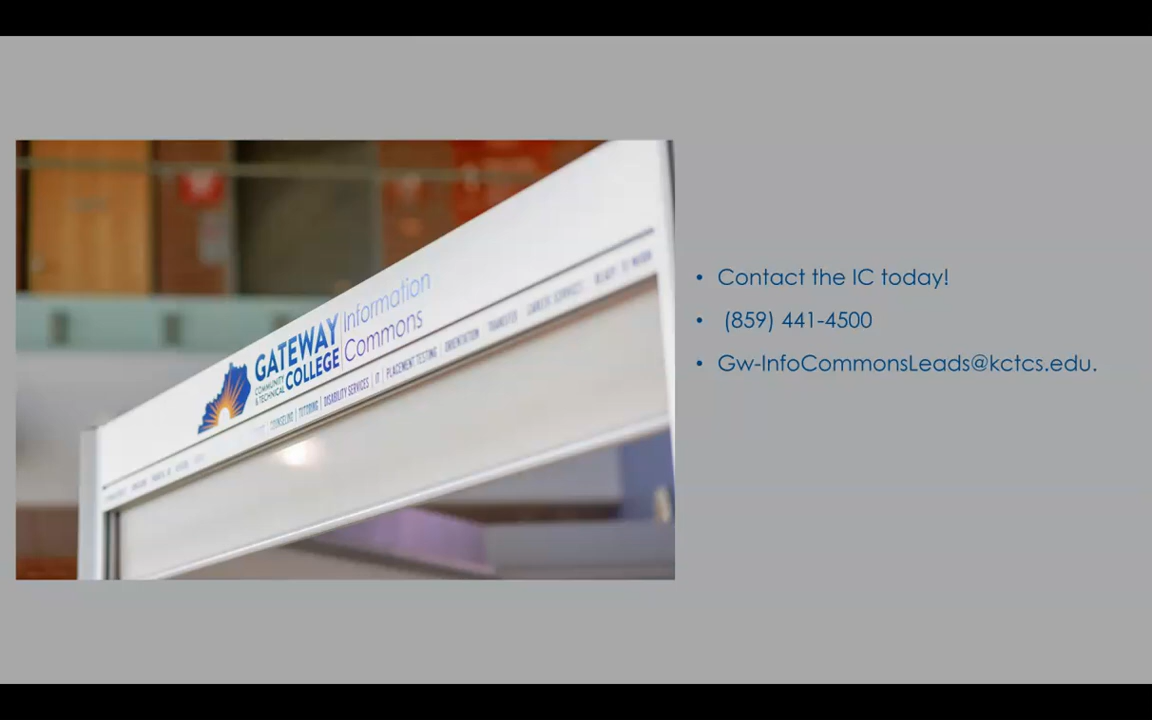 GATEWAY
COMMUNITY
& TECHNICAL
COLLEGE
Information
Commons
COUNSELING | TUTORING | DISABILITY SERVICES | IT | PLACEMENT TESTING | ORIENTATION | TRANSFER | CAREER SERVICES | READY TO WORK
• Contact the IC today!
• (859) 441-4500
• Gw-InfoCommonsLeads@kctcs.edu.